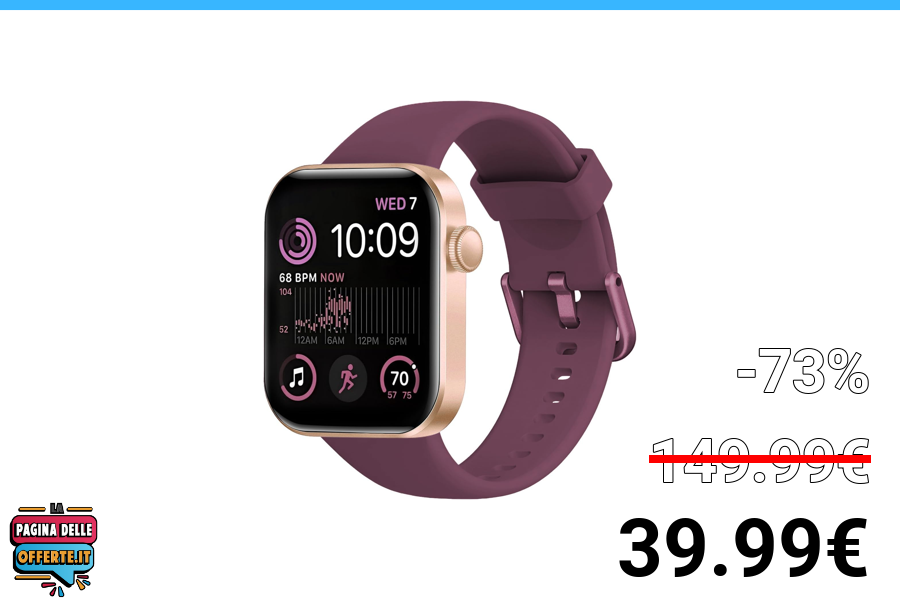 WED 7
10:09
68 BPM NOW
104
52
12AM 6AM 12PM 6PM
70
57 75
-73%
149.99€
39.99€
LA
PAGINA DELLE
OFFERTE.IT